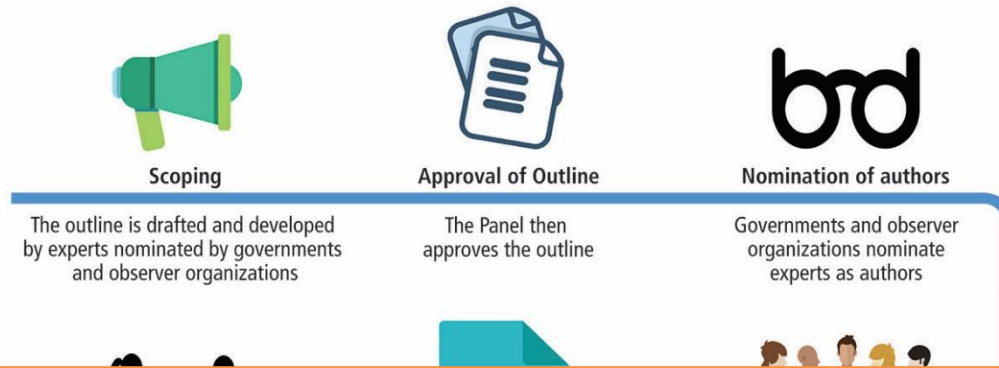 Scoping
Approval of Outline
Nomination of authors
The outline is drafted and developed
by experts nominated by governments
and observer organizations
The Panel then
approves the outline
Governments and observer
organizations nominate
experts as authors